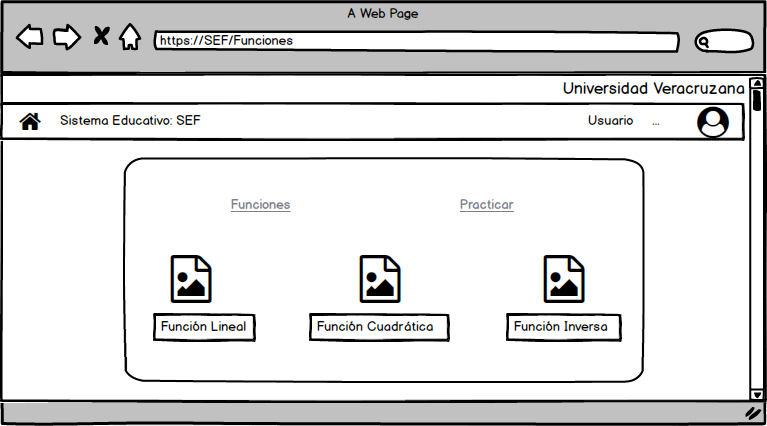 A Web Page
https://SEF/Funciones
Universidad Veracruzana
Sistema Educativo: SEF
Usuario ...
Funciones Practicar
Función Lineal Función Cuadrática Función Inversa